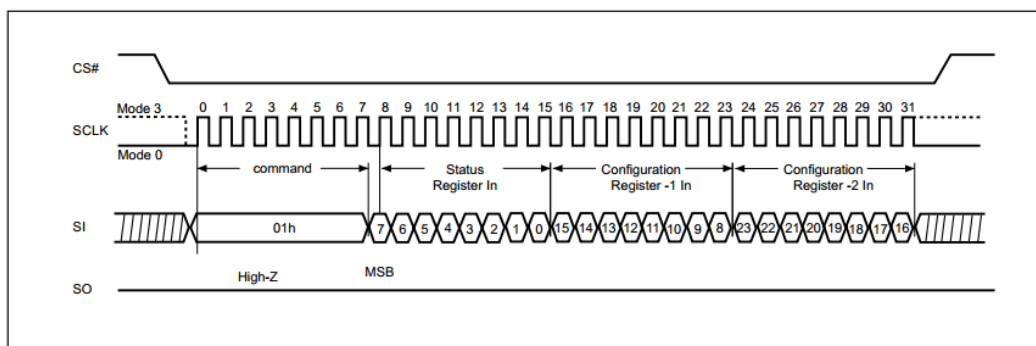 CS#
Mode 3 0 1 2 3 4 5 6 7 8 9 10 11 12 13 14 15 16 17 18 19 20 21 22 23 24 25 26 27 28 29 30 31
SCLK
Mode 0
command Status Configuration Configuration
Register In Register -1 In Register -2 In
SI 01h 7 6 5 4 3 2 1 0 15 14 13 12 11 10 9 8 23 22 21 20 19 18 17 16
High-Z MSB
SO